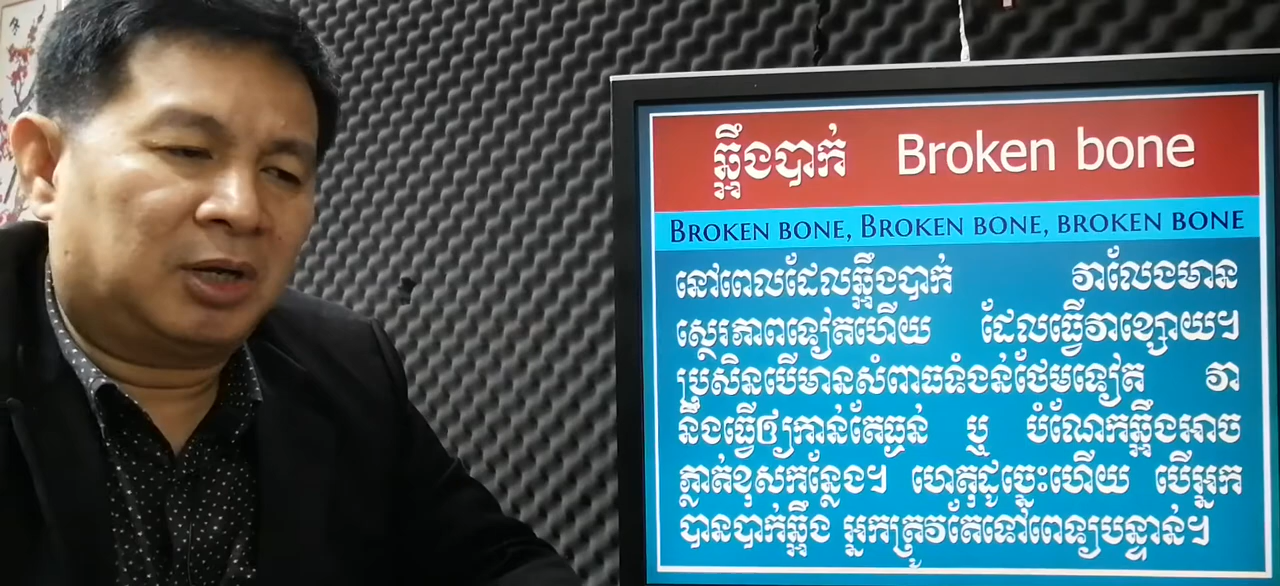 ឆ្អឹងបាក់ Broken bone
BROKEN BONE, BROKEN BONE, BROKEN BONE
នៅពេលដែលឆ្អឹងបាក់ វាលែងមាន
ស្ថេរភាពទៀតហើយ ដែលធ្វើវាខ្សោយ។
ប្រសិនបើមានសំពាធទំងន់ថែមទៀត វា
នឹងធ្វើឲ្យកាន់តែធ្ងន់ ឬ បំណែកឆ្អឹងអាច
ភ្លាត់ខុសកន្លែង។ ហេតុដូច្នេះហើយ បើអ្នក
បានបាក់ឆ្អឹង អ្នកត្រូវតែទៅពេទ្យបន្ទាន់។